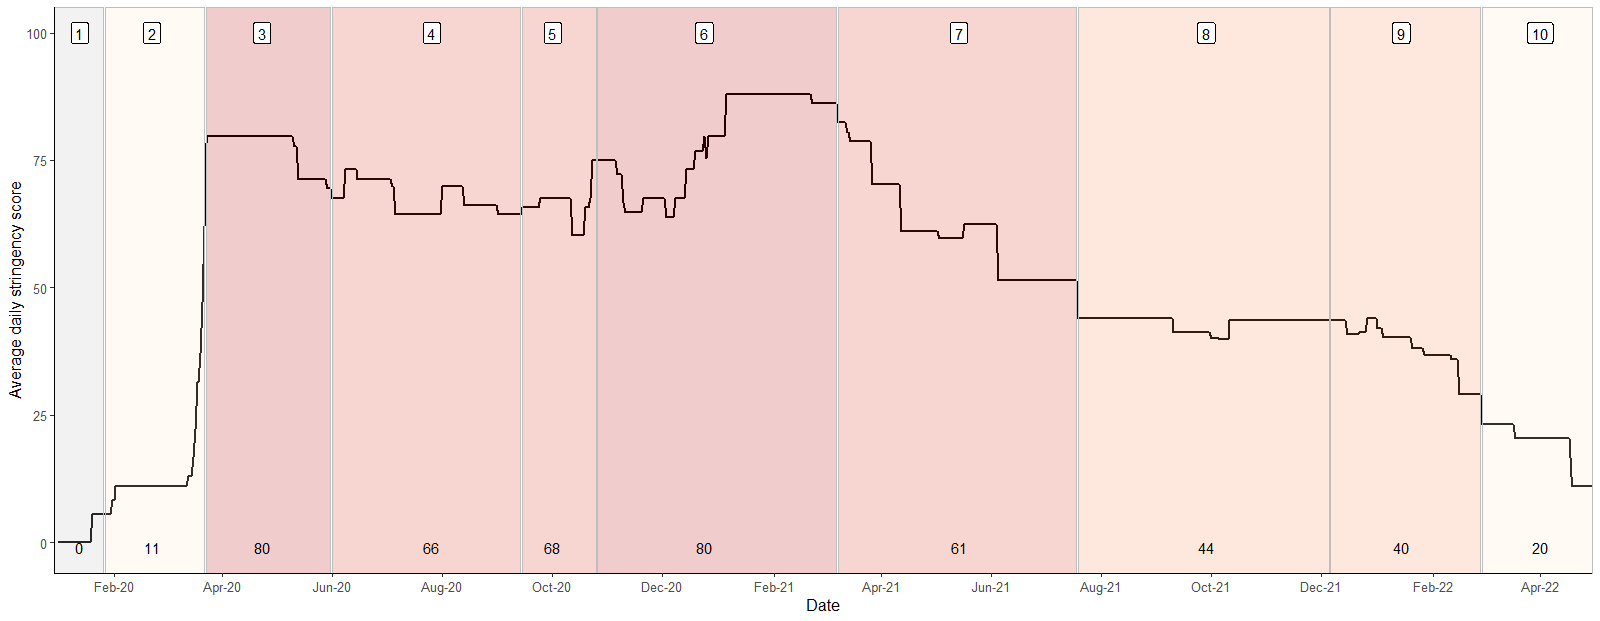 1 2 3 4 5 6 7 8 9 10
100
75
50
25
0
Average daily stringency score
0 11 80 66 68 80 61 44 40 20
Feb-20 Apr-20 Jun-20 Aug-20 Oct-20 Dec-20 Feb-21 Apr-21 Jun-21 Aug-21 Oct-21 Dec-21 Feb-22 Apr-22
Date